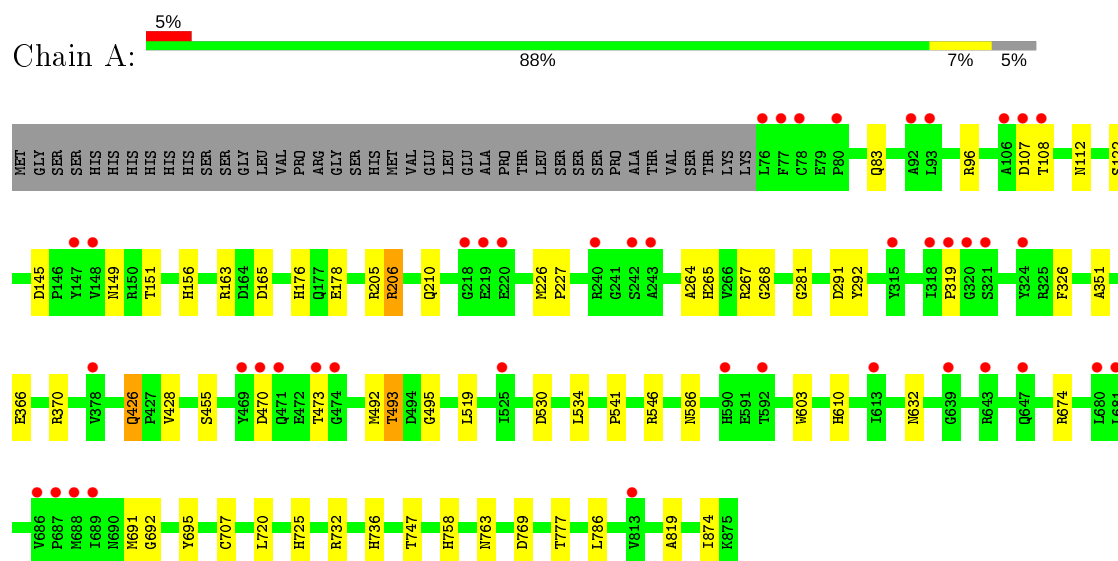 5%
Chain A:
88% 7% 5%
MET GLY SER SER HIS HIS HIS HIS HIS HIS SER SER GLY LEU VAL PRO ARG GLY SER HIS MET VAL GLU LEU GLU ALA PRO THR LEU SER SER SER PRO ALA THR VAL SER THR LYS LYS L76 F77 C78 E79 P80 Q83 A92 L93 R96 A106 D107 T108 N112 S122
D145 P146 Y147 V148 N149 R150 T151 H156 R163 D164 D165 H176 Q177 E178 R205 R206 Q210 G218 E219 E220 M226 P227 R240 G241 S242 A243 A264 H265 V266 R267 G268 G281 D291 Y292 Y315 I318 P319 G320 S321 Y324 R325 F326 A351
E366 R370 V378 Q426 P427 V428 S455 Y469 D470 Q471 E472 T473 G474 M492 T493 D494 G495 L519 I525 D530 L534 P541 R546 N586 H590 E591 T592 W603 H610 I613 N632 G639 R643 Q647 R674 L680 L681
V686 P687 M688 I689 N690 M691 G692 Y695 C707 L720 H725 R732 H736 T747 H758 N763 D769 T777 L786 V813 A819 I874 K875